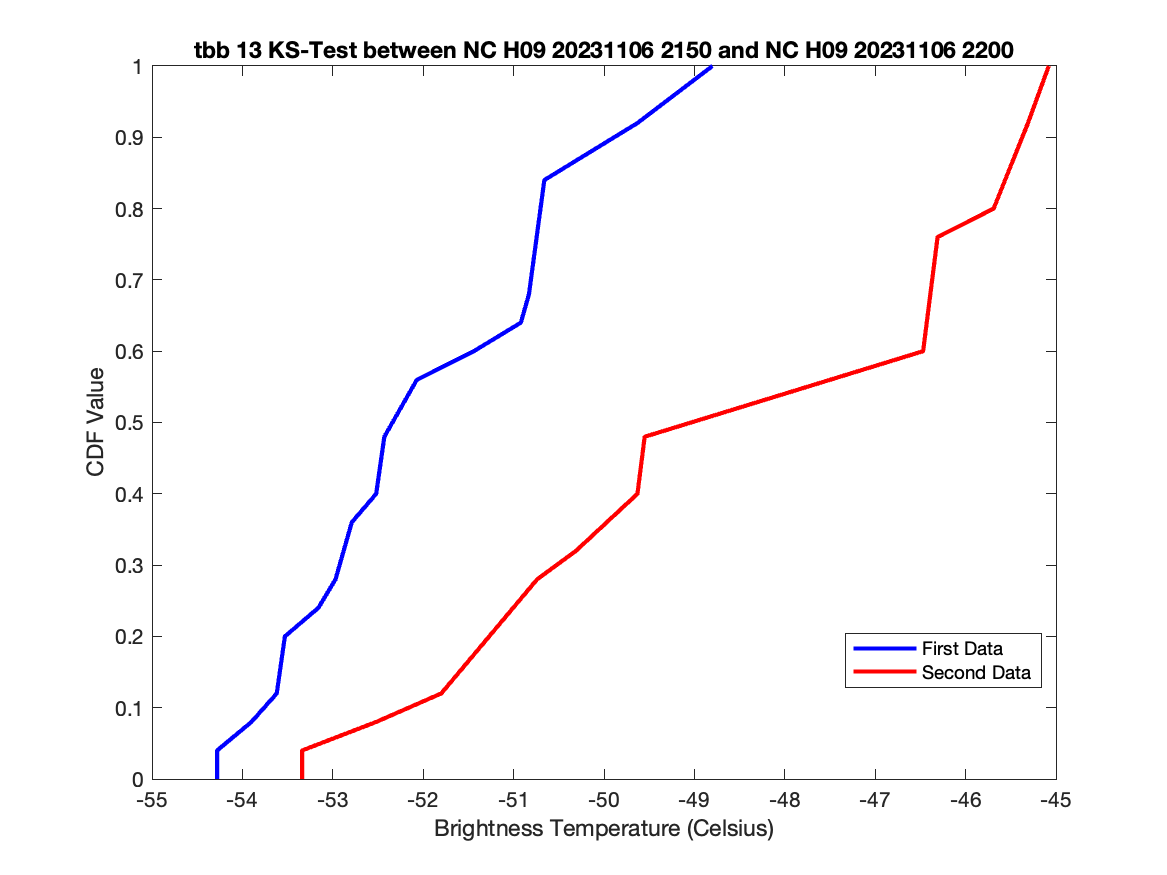 tbb 13 KS-Test between NC H09 20231106 2150 and NC H09 20231106 2200
1
0.9
0.8
0.7
0.6
0.5
0.4
0.3
0.2
0.1
0
CDF Value
First Data
Second Data
-55 -54 -53 -52 -51 -50 -49 -48 -47 -46 -45
Brightness Temperature (Celsius)